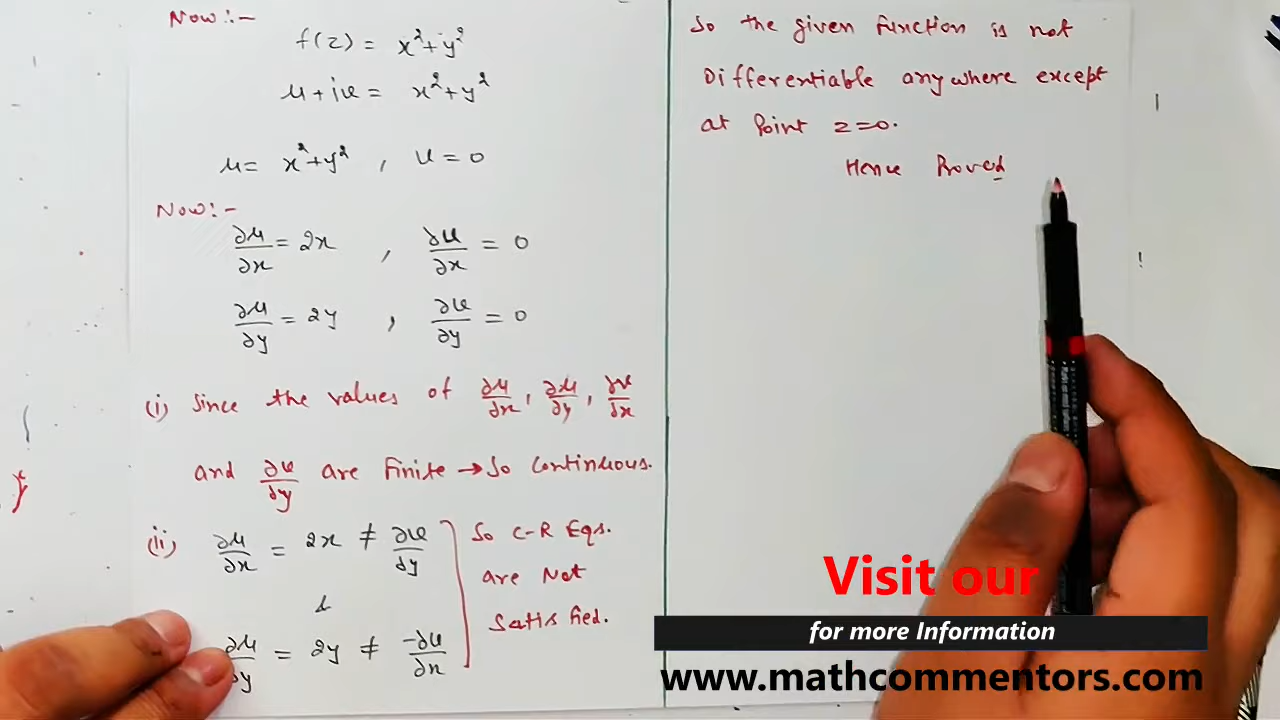 Now:-
f(z) = x²+y²
u+iv = x²+y²
u= x²+y² , v=0
Now:-
∂u/∂x = 2x , ∂v/∂x = 0
∂u/∂y = 2y , ∂v/∂y = 0
(i) Since the values of ∂u/∂x, ∂u/∂y, ∂v/∂x
and ∂v/∂y are Finite → So Continuous.
(ii) ∂u/∂x = 2x ≠ ∂v/∂y
&
∂u/∂y = 2y ≠ -∂v/∂x
So C-R Eqs.
are Not
Satisfied.
So the given Function is not
Differentiable anywhere except
at Point z=0.
Hence Proved
Visit our
for more Information
www.mathcommentors.com